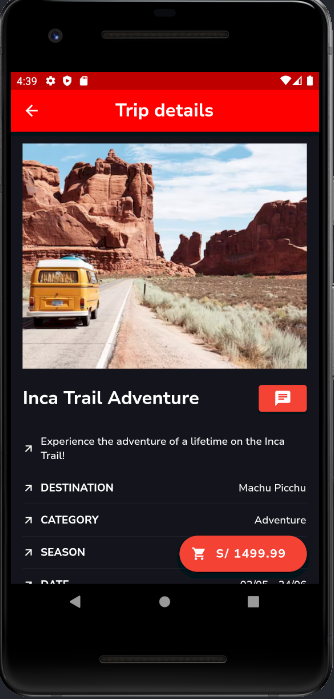 4:39
Trip details
Inca Trail Adventure
Experience the adventure of a lifetime on the Inca
Trail!
DESTINATION Machu Picchu
CATEGORY Adventure
SEASON
S/ 1499.99
DATE